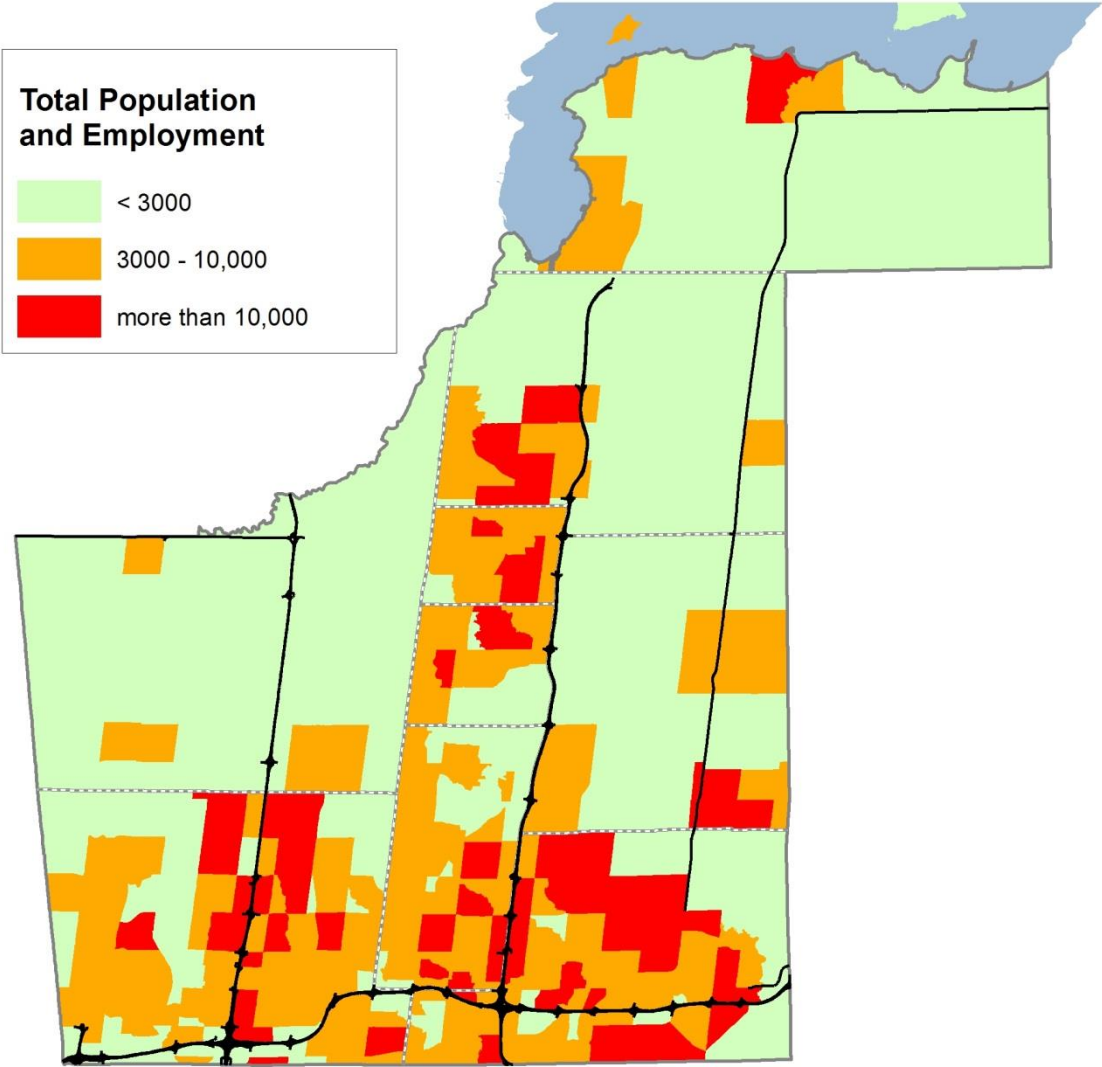 Total Population
and Employment
< 3000
3000 - 10,000
more than 10,000